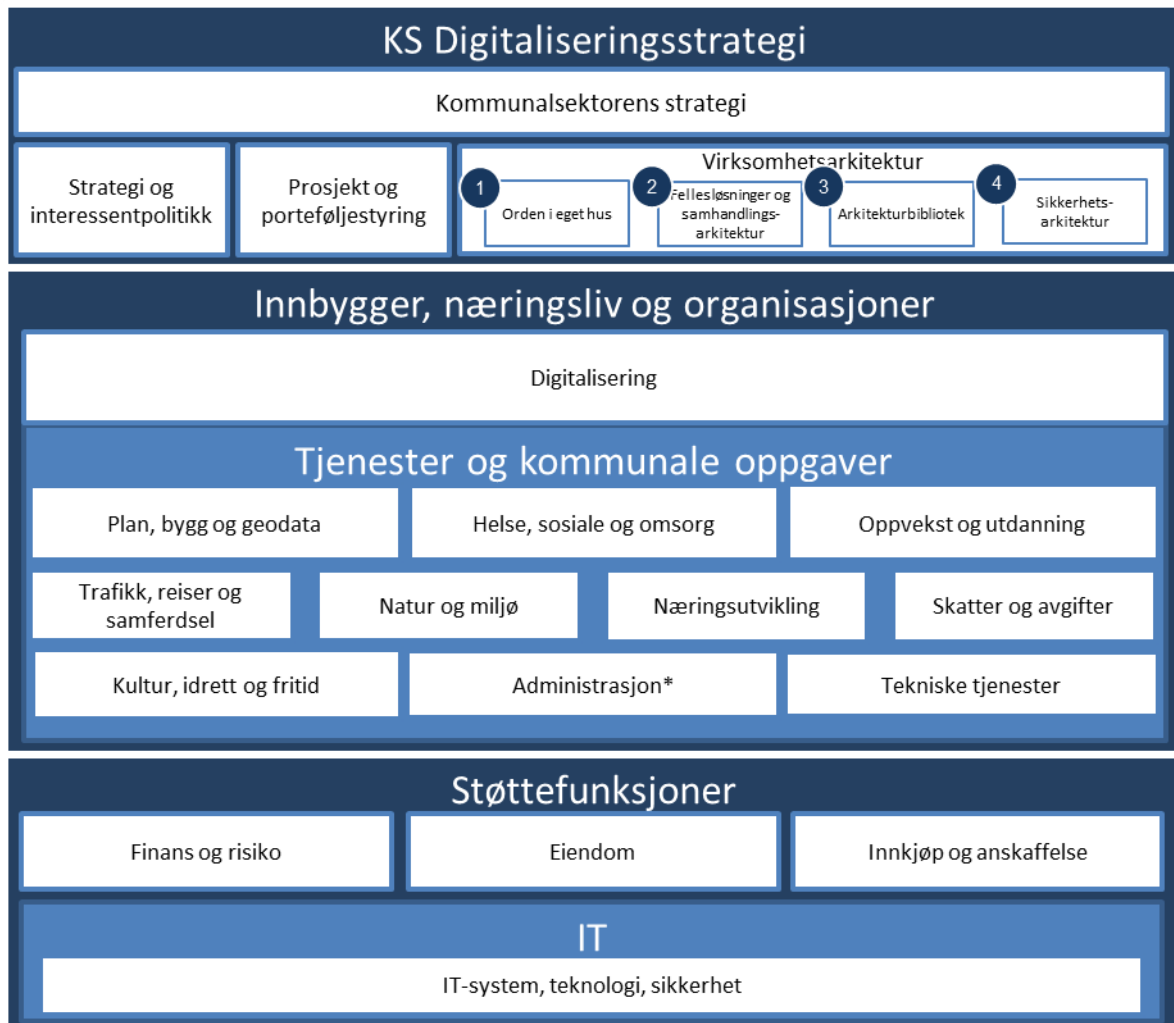 KS Digitaliseringsstrategi
Kommunalsektorens strategi
Strategi og
interessentpolitikk
Prosjekt og
porteføljestyring
Virksomhetsarkitektur
1
Orden i eget hus
2
Fellesløsninger og
samhandlings-
arkitektur
3
Arkitekturbibliotek
4
Sikkerhets-
arkitektur
Innbygger, næringsliv og organisasjoner
Digitalisering
Tjenester og kommunale oppgaver
Plan, bygg og geodata
Helse, sosiale og omsorg
Oppvekst og utdanning
Trafikk, reiser og
samferdsel
Natur og miljø
Næringsutvikling
Skatter og avgifter
Kultur, idrett og fritid
Administrasjon*
Tekniske tjenester
Støttefunksjoner
Finans og risiko
Eiendom
Innkjøp og anskaffelse
IT
IT-system, teknologi, sikkerhet